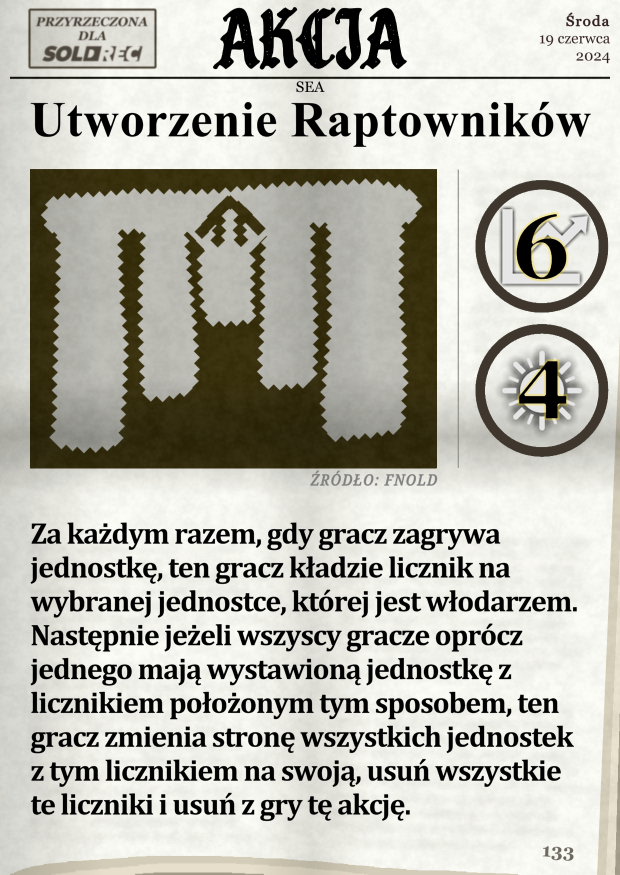 PRZYRZECZONA
DLA
SOLDREC
AKCJA
Środa
19 czerwca
2024
SEA
Utworzenie Raptowników
6
4
ŹRÓDŁO: FNOLD
Za każdym razem, gdy gracz zagrywa
jednostkę, ten gracz kładzie licznik na
wybranej jednostce, której jest włodarzem.
Następnie jeżeli wszyscy gracze oprócz
jednego mają wystawioną jednostkę z
licznikiem położonym tym sposobem, ten
gracz zmienia stronę wszystkich jednostek
z tym licznikiem na swoją, usuń wszystkie
te liczniki i usuń z gry tę akcję.
133